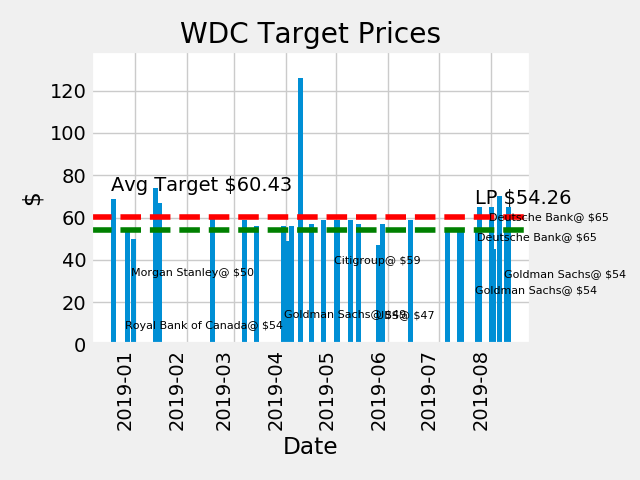 WDC Target Prices
120
100
80
60
40
20
0
$
Avg Target $60.43
LP $54.26
Deutsche Bank@ $65
Deutsche Bank@ $65
Citigroup@ $59
Morgan Stanley@ $50
Goldman Sachs@ $54
Goldman Sachs@ $54
Goldman Sachs@ $49
UBS@ $47
Royal Bank of Canada@ $54
2019-01
2019-02
2019-03
2019-04
2019-05
2019-06
2019-07
2019-08
Date